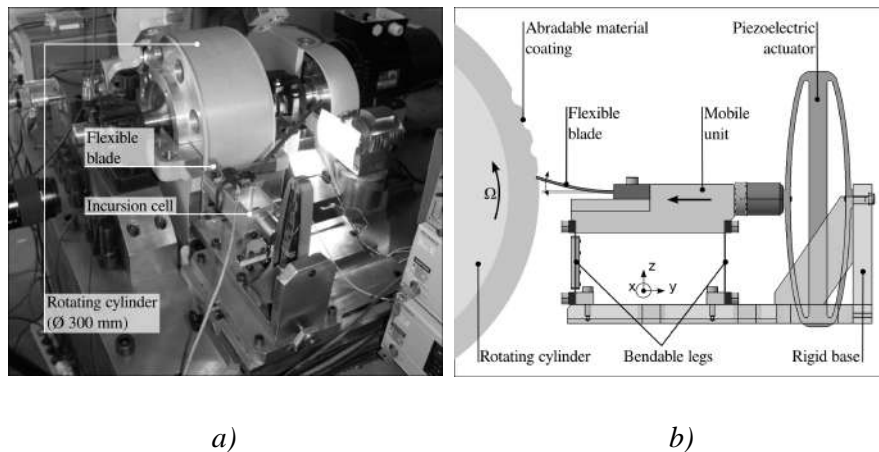 Flexible
blade
Incursion cell
Rotating cylinder
(Ø 300 mm)
Abradable material
coating
Piezoelectric
actuator
Flexible
blade
Mobile
unit
Ω
z
x
y
Rotating cylinder
Bendable legs
Rigid base
a)
b)